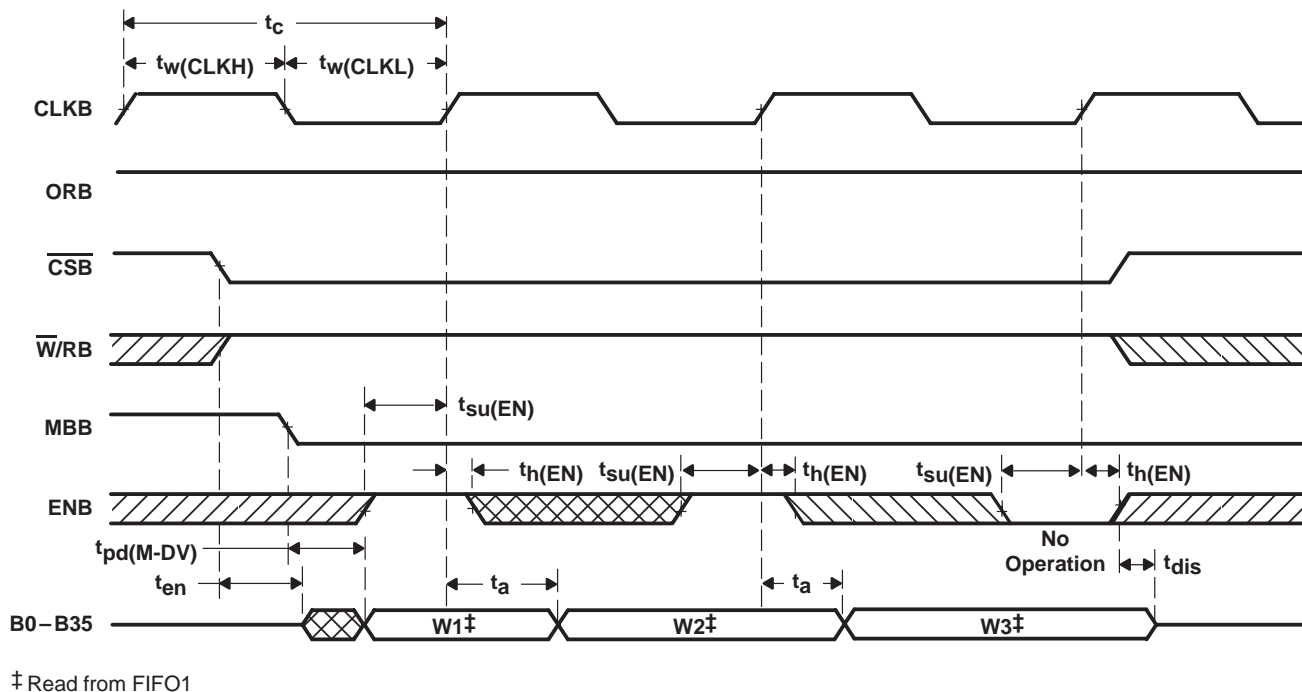 tc
tw(CLKH)
tw(CLKL)
CLKB
ORB
CSB
W/RB
tsu(EN)
MBB
th(EN)
tsu(EN)
th(EN)
tsu(EN)
th(EN)
ENB
tpd(M-DV)
No
Operation
tdis
ten
ta
ta
B0–B35
W1‡
W2‡
W3‡
‡ Read from FIFO1